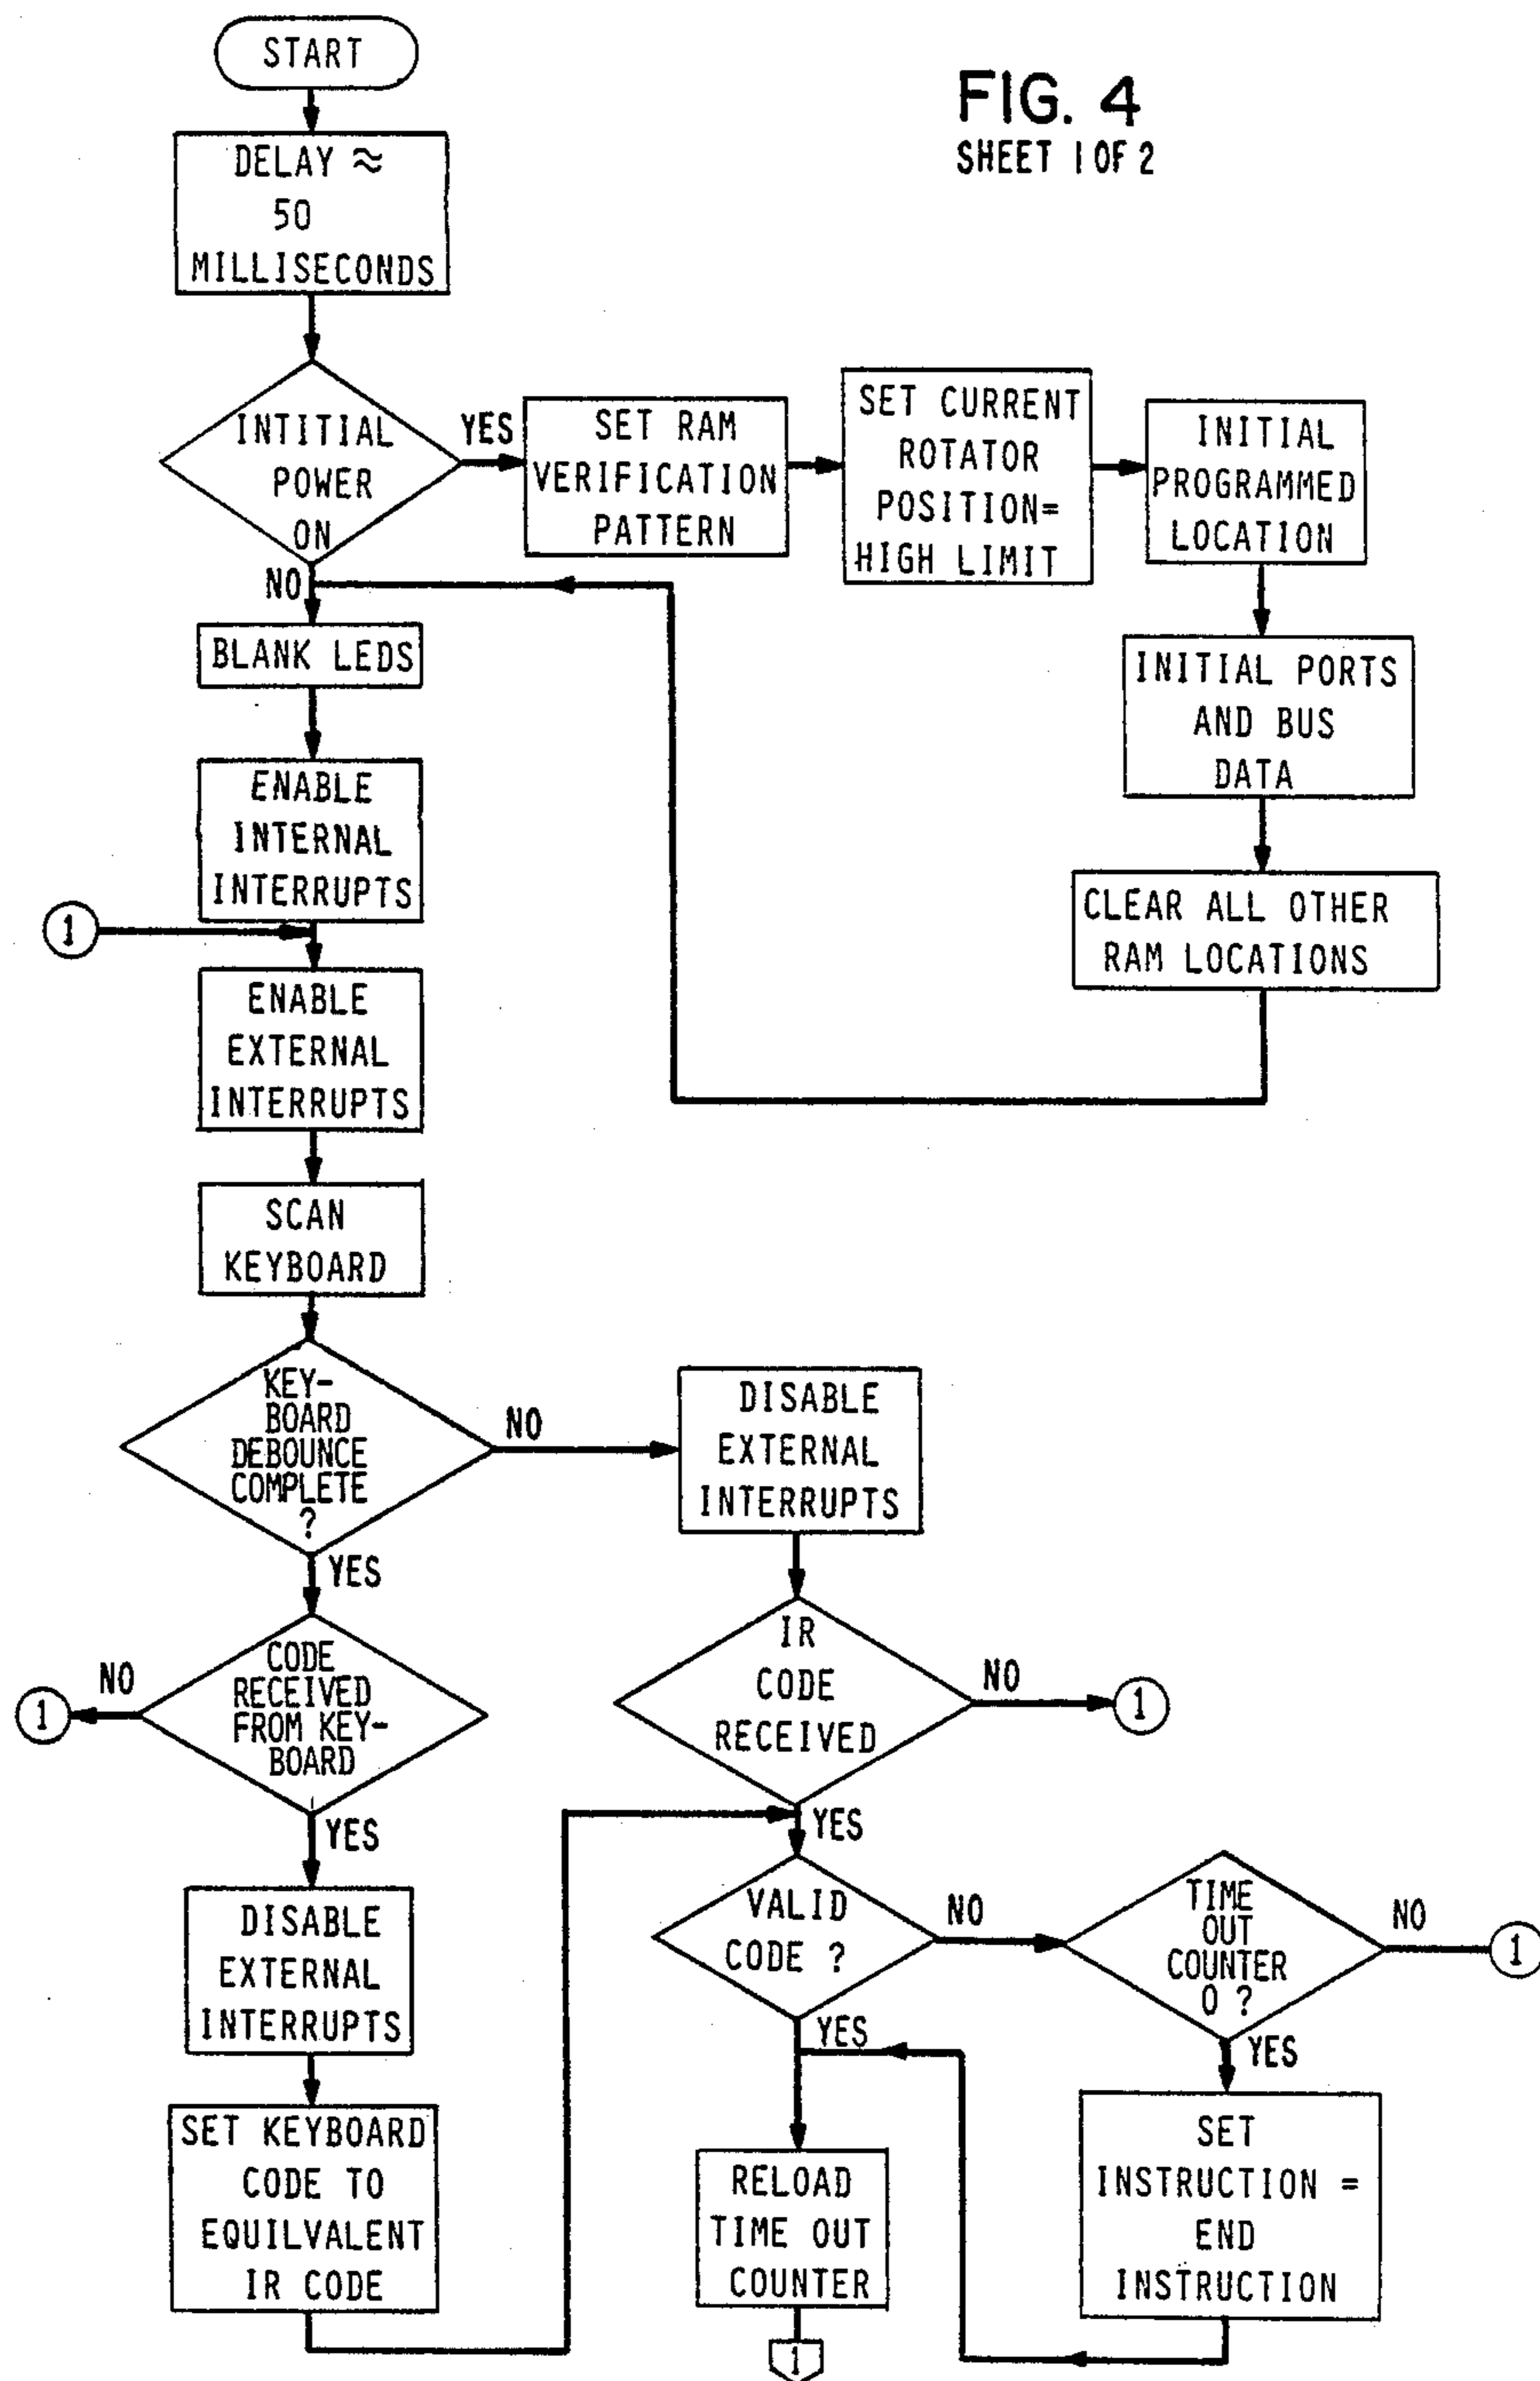 START
FIG. 4
SHEET 1 OF 2
DELAY ≈
50
MILLISECONDS
INTITIAL
POWER
ON
YES
SET RAM
VERIFICATION
PATTERN
SET CURRENT
ROTATOR
POSITION=
HIGH LIMIT
INITIAL
PROGRAMMED
LOCATION
NO
BLANK LEDS
INITIAL PORTS
AND BUS
DATA
ENABLE
INTERNAL
INTERRUPTS
CLEAR ALL OTHER
RAM LOCATIONS
1
ENABLE
EXTERNAL
INTERRUPTS
SCAN
KEYBOARD
KEY-
BOARD
DEBOUNCE
COMPLETE
?
NO
DISABLE
EXTERNAL
INTERRUPTS
YES
CODE
RECEIVED
FROM KEY-
BOARD
NO
1
IR
CODE
RECEIVED
NO
1
YES
YES
DISABLE
EXTERNAL
INTERRUPTS
VALID
CODE ?
NO
TIME
OUT
COUNTER
0 ?
NO
1
YES
YES
SET KEYBOARD
CODE TO
EQUILVALENT
IR CODE
RELOAD
TIME OUT
COUNTER
SET
INSTRUCTION =
END
INSTRUCTION
1